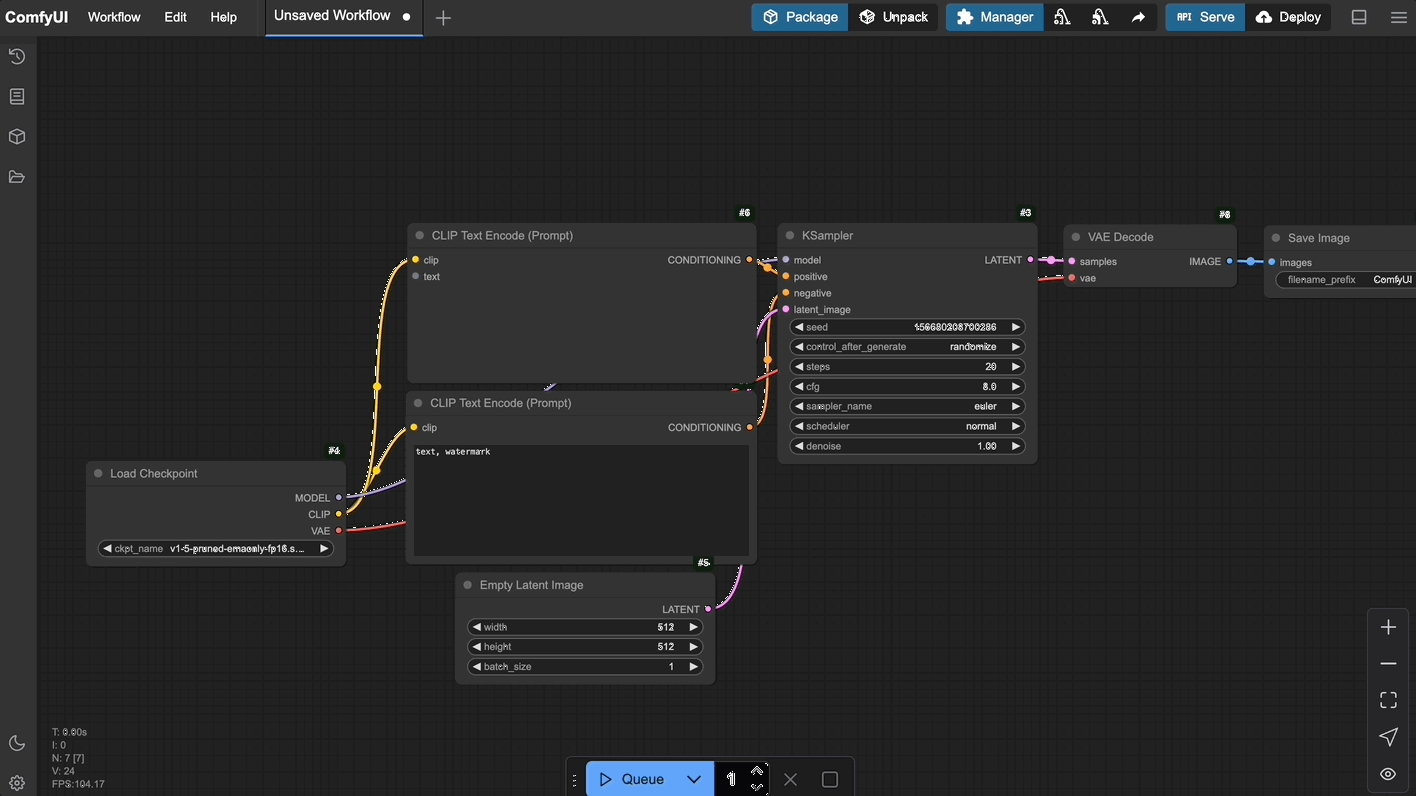 ComfyUI Workflow Edit Help Unsaved Workflow Package Unpack Manager API Serve Deploy
#6 #3 #8
CLIP Text Encode (Prompt)
clip CONDITIONING
text
KSampler
model LATENT
positive
negative
latent_image
seed 156680208700286
control_after_generate randomize
steps 20
cfg 8.0
sampler_name euler
scheduler normal
denoise 1.00
VAE Decode
samples IMAGE
vae
Save Image
images
filename_prefix ComfyUI
CLIP Text Encode (Prompt)
clip CONDITIONING
text, watermark
#4
Load Checkpoint
MODEL
CLIP
VAE
ckpt_name v1-5-pruned-emaonly-fp16.s...
#5
Empty Latent Image
LATENT
width 512
height 512
batch_size 1
T: 0.00s
I: 0
N: 7 [7]
V: 24
FPS:104.17
Queue 1